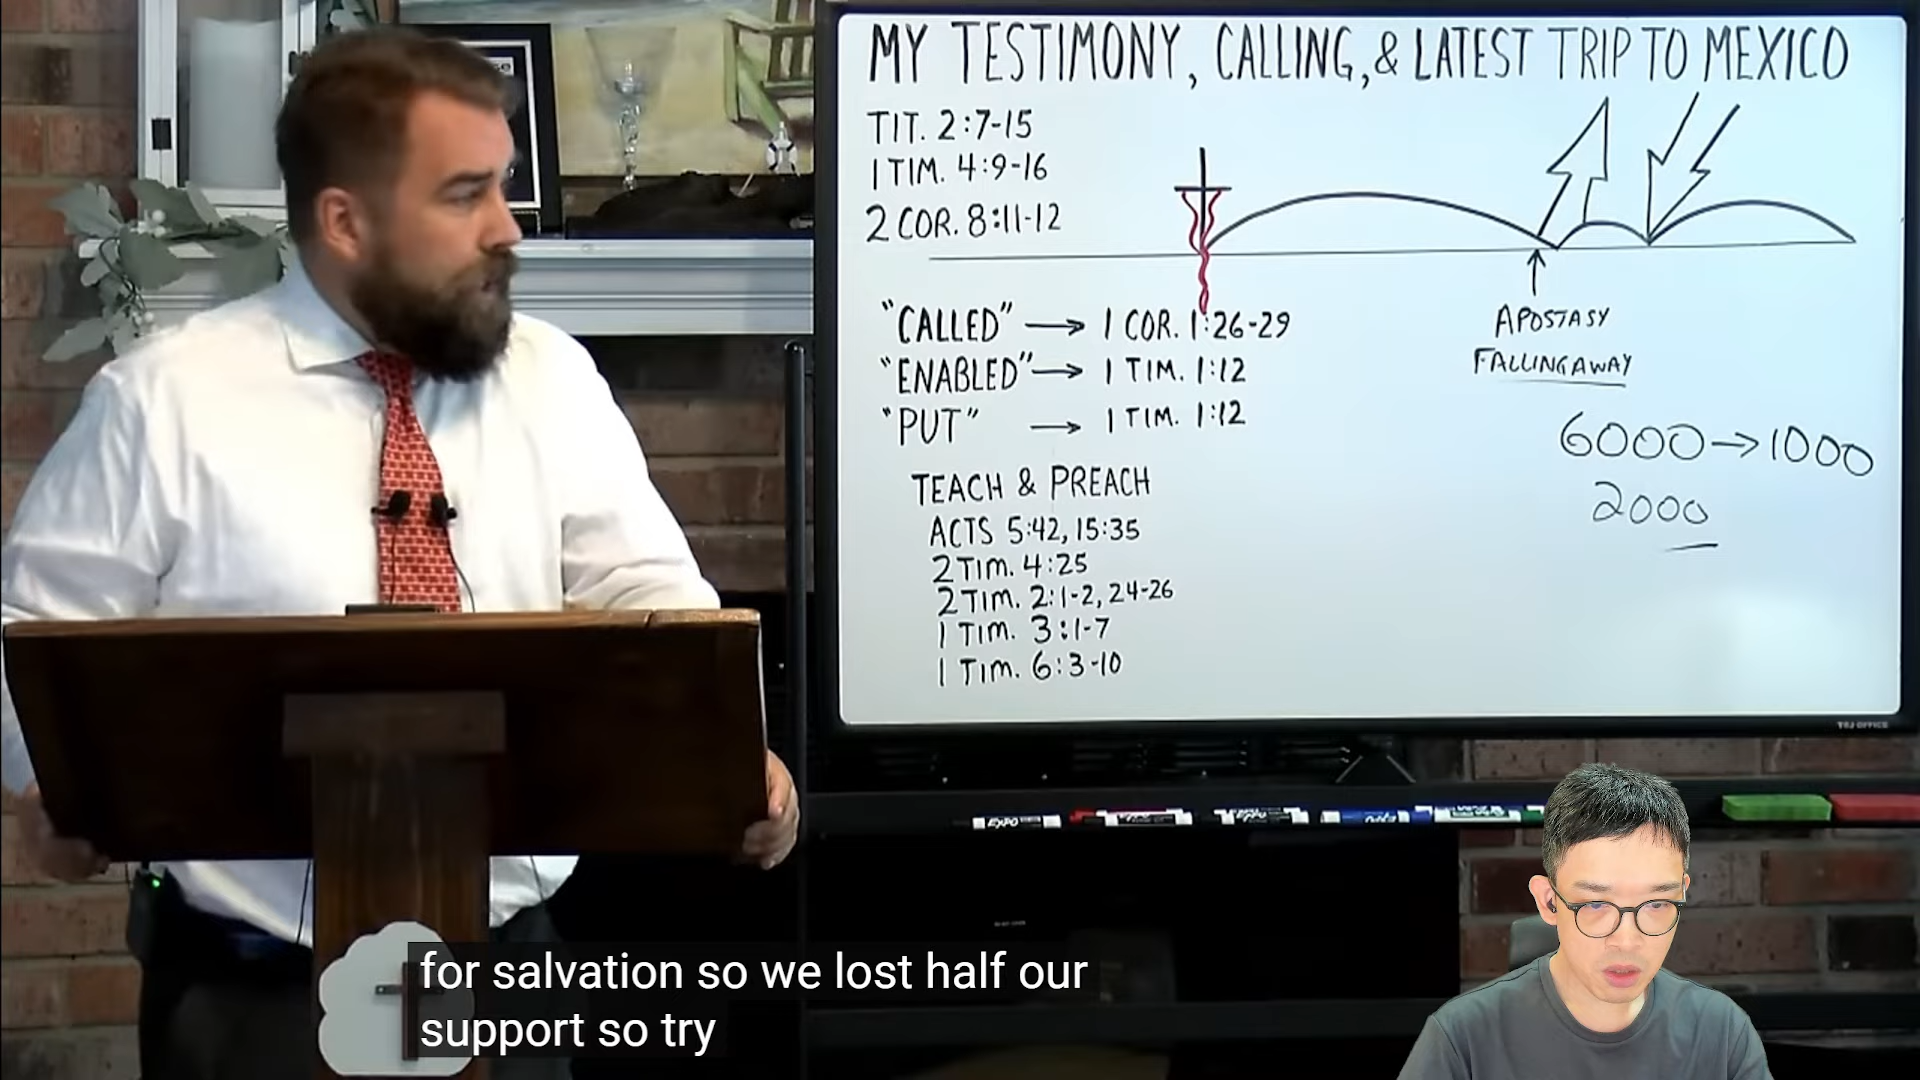 MY TESTIMONY, CALLING, & LATEST TRIP TO MEXICO
TIT. 2:7-15
1 TIM. 4:9-16
2 COR. 8:11-12
"CALLED" → 1 COR. 1:26-29
"ENABLED" → 1 TIM. 1:12
"PUT" → 1 TIM. 1:12
TEACH & PREACH
ACTS 5:42, 15:35
2 TIM. 4:25
2 TIM. 2:1-2, 24-26
1 TIM. 3:1-7
1 TIM. 6:3-10
APOSTASY
FALLING AWAY
6000 → 1000
2000
EXPO
for salvation so we lost half our
support so try